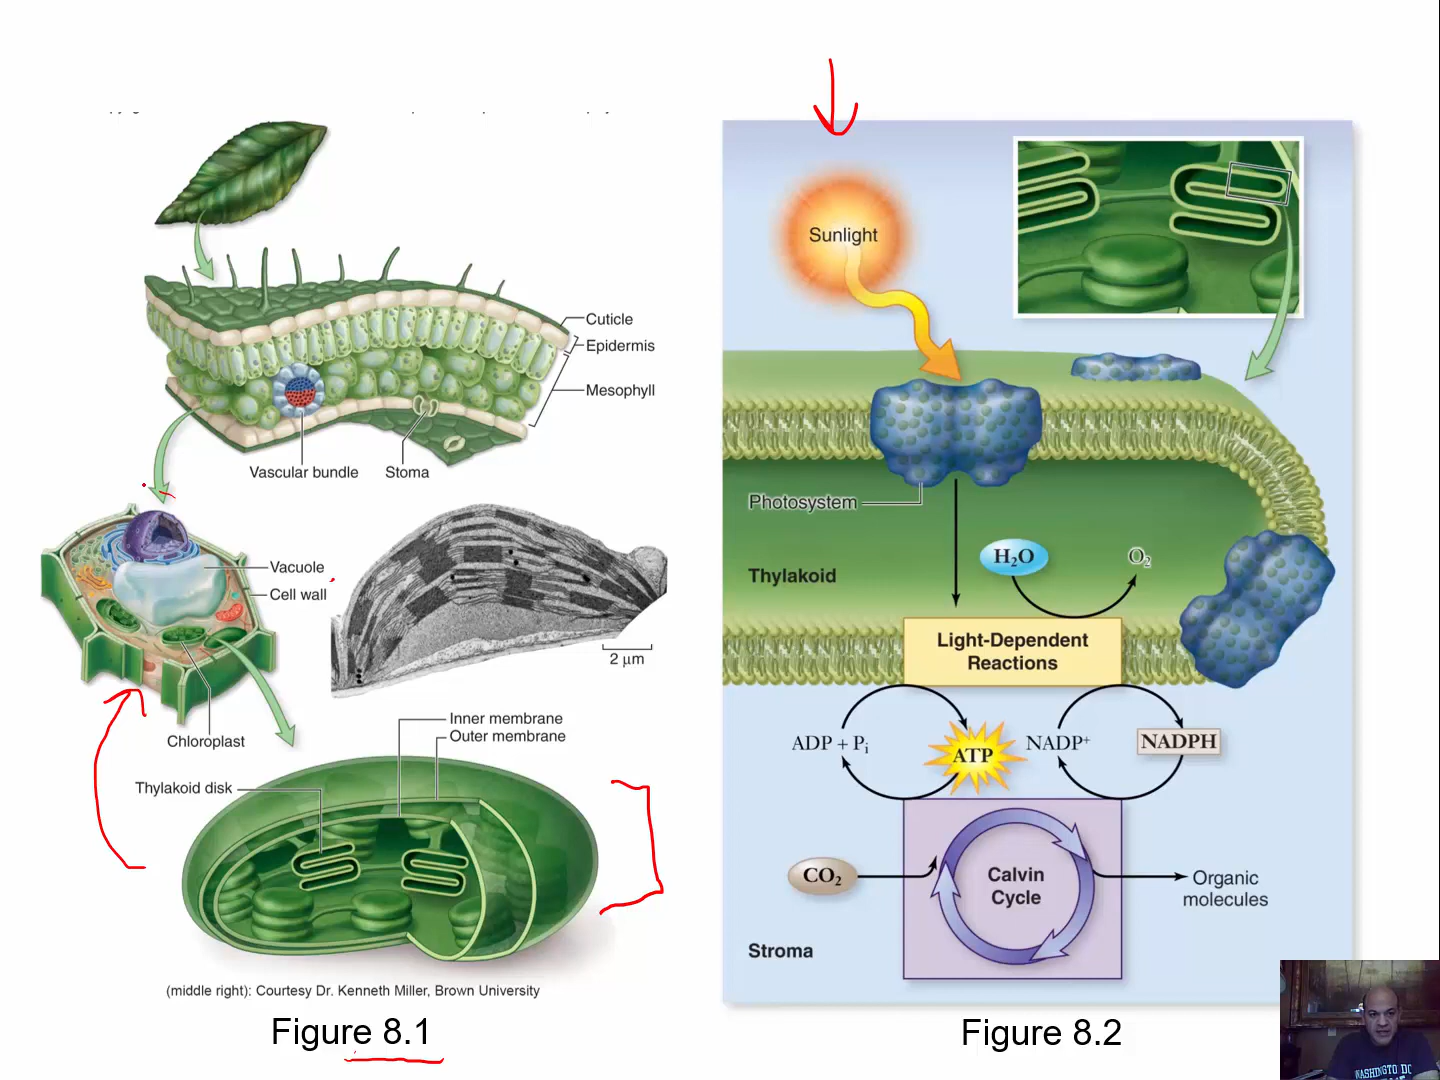 Cuticle
Epidermis
Mesophyll
Vascular bundle
Stoma
Vacuole
Cell wall
2 μm
Chloroplast
Inner membrane
Outer membrane
Thylakoid disk
(middle right): Courtesy Dr. Kenneth Miller, Brown University
Figure 8.1
Sunlight
Photosystem
H₂O
O₂
Thylakoid
Light-Dependent
Reactions
ADP + Pᵢ
ATP
NADP⁺
NADPH
CO₂
Calvin
Cycle
Organic
molecules
Stroma
Figure 8.2
WASHINGTO DC